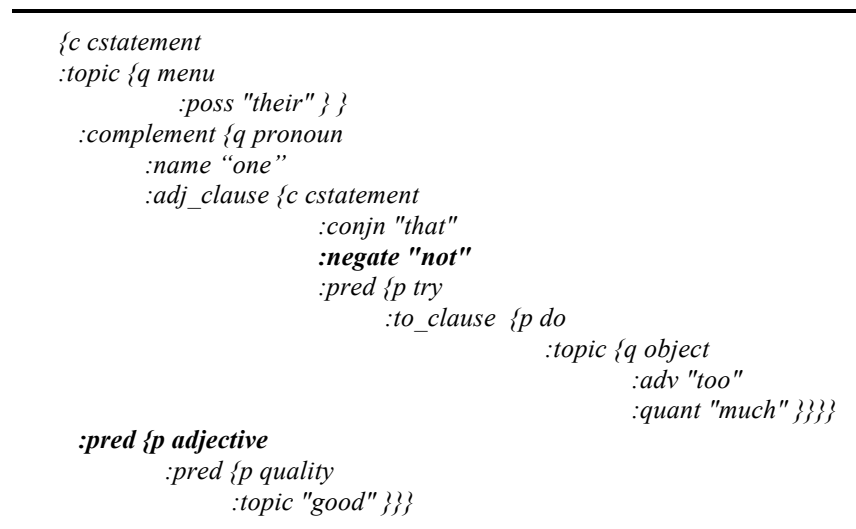 {c cstatement
:topic {q menu
:poss "their" } }
:complement {q pronoun
:name “one”
:adj_clause {c cstatement
:conjn "that"
:negate "not"
:pred {p try
:to_clause {p do
:topic {q object
:adv "too"
:quant "much" }}}}
:pred {p adjective
:pred {p quality
:topic "good" }}}